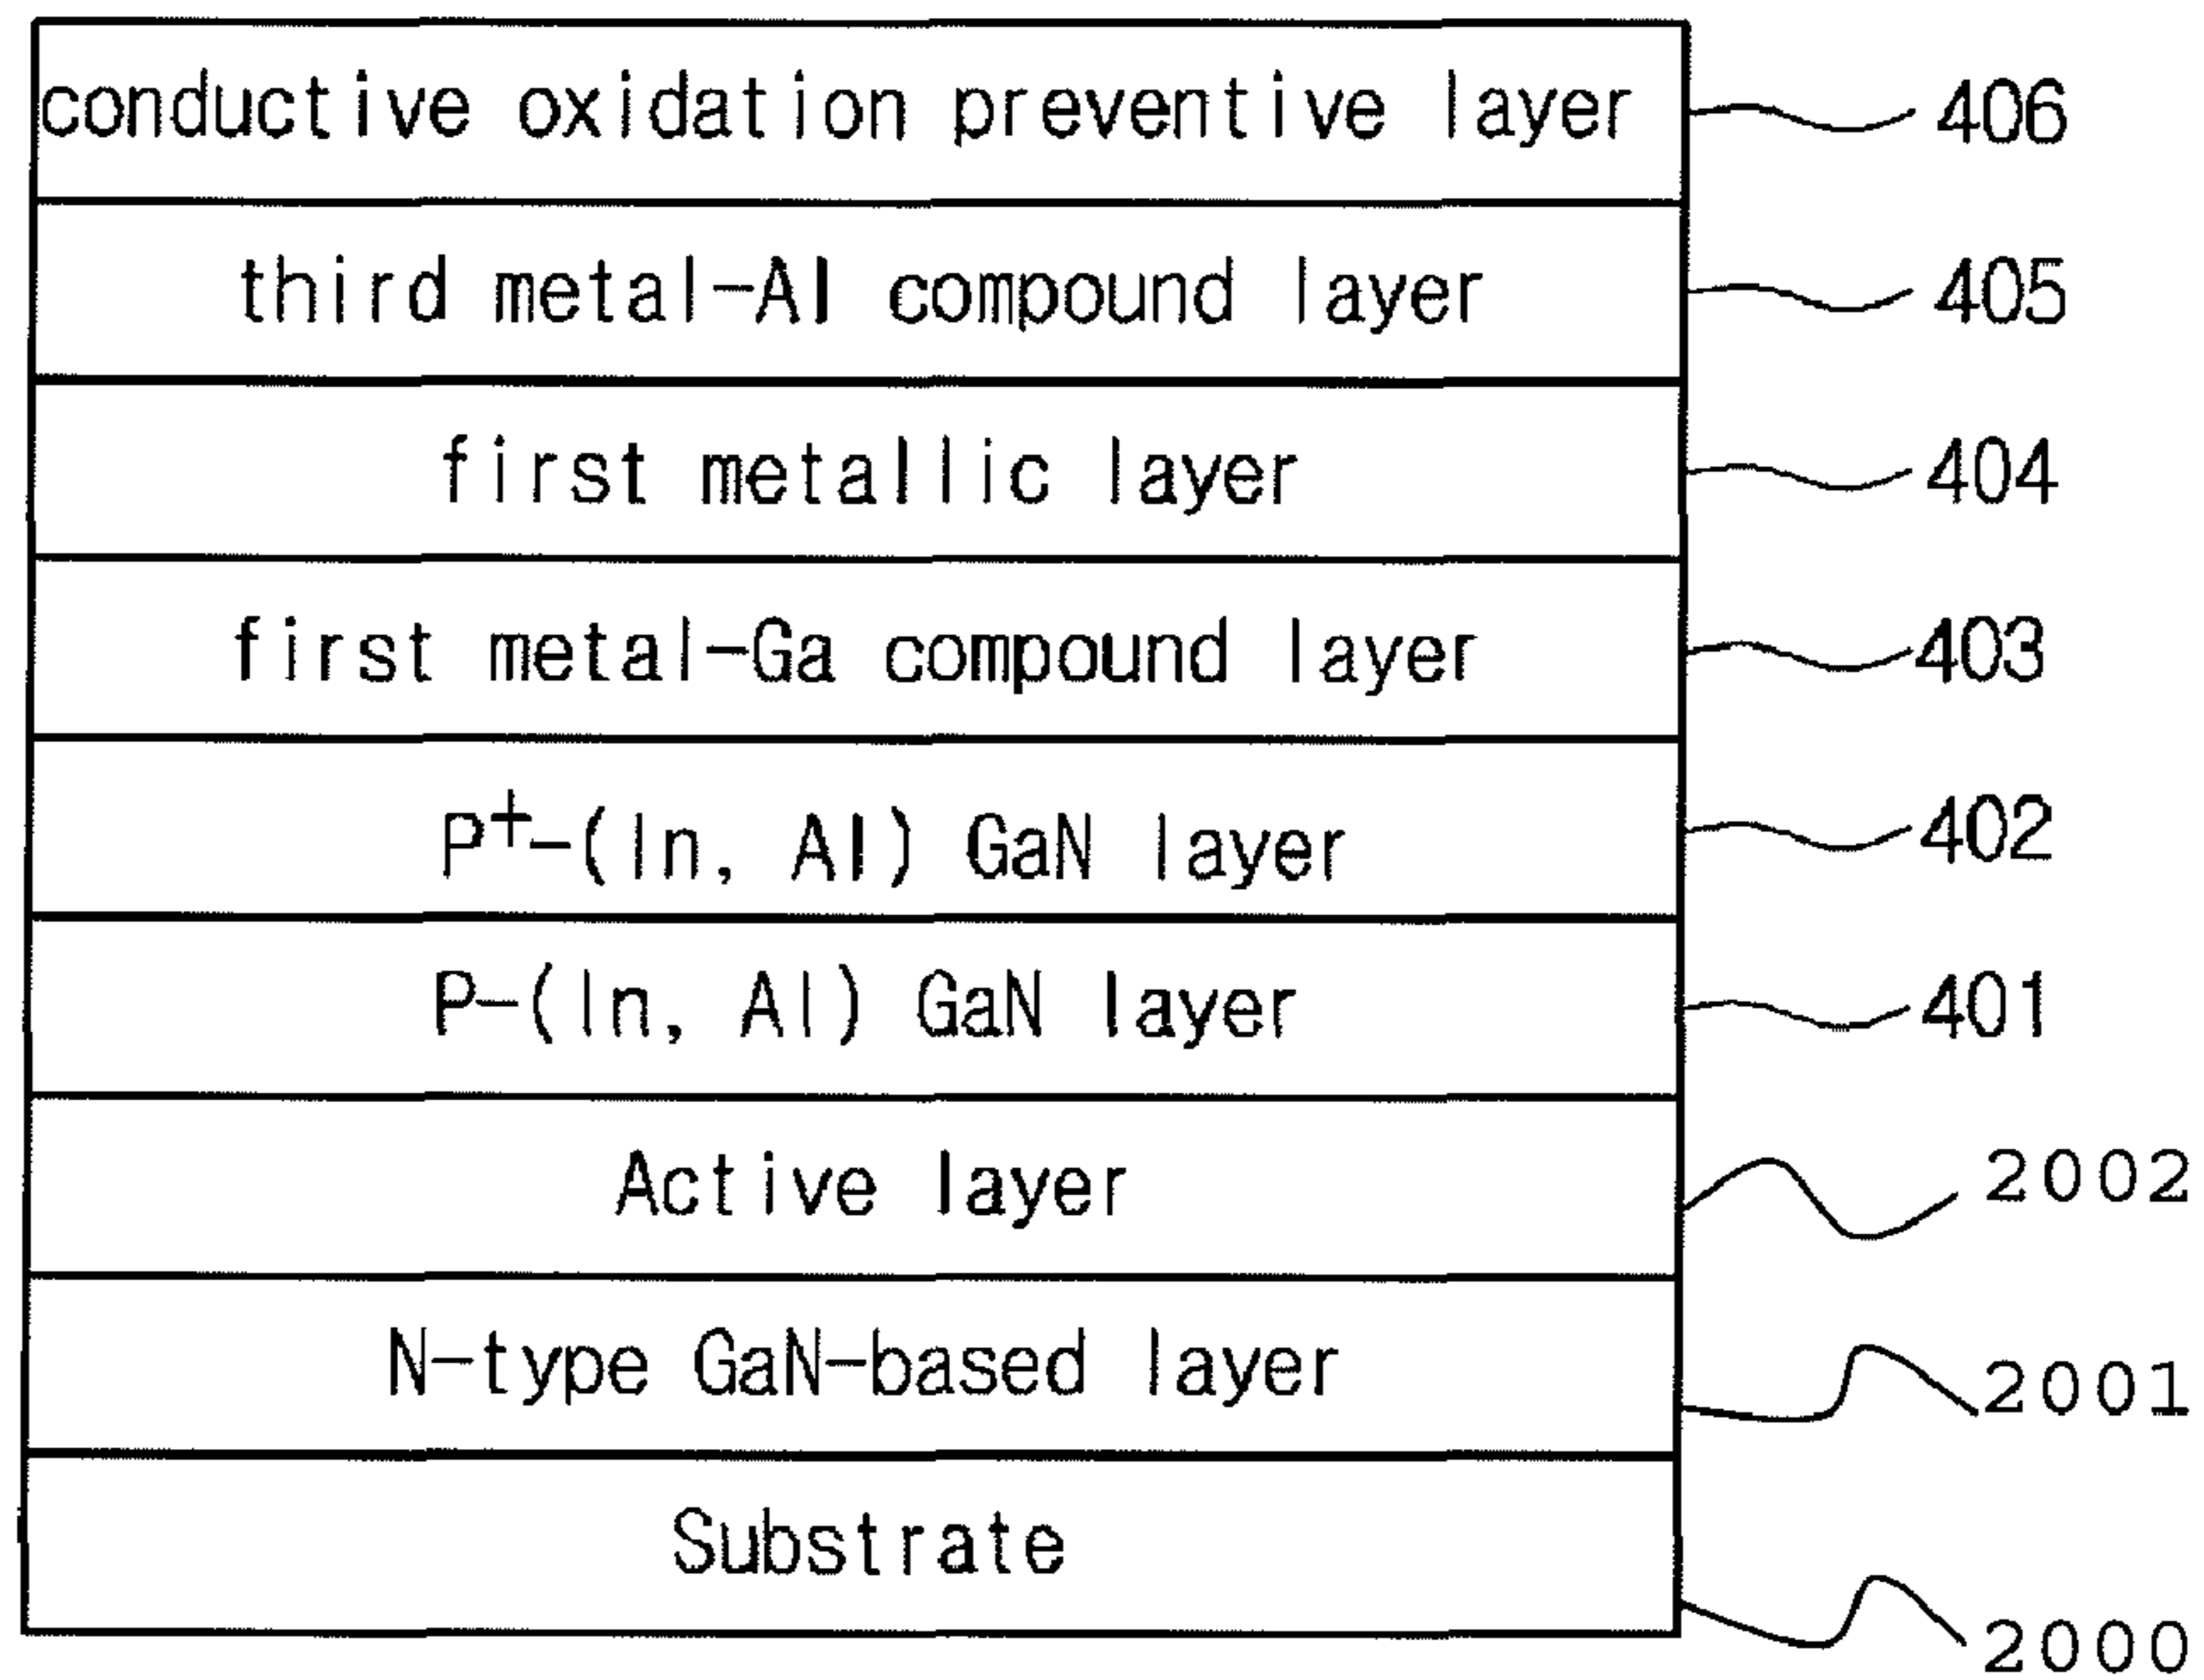 conductive oxidation preventive layer 406
third metal-Al compound layer 405
first metallic layer 404
first metal-Ga compound layer 403
P+-(In, Al) GaN layer 402
P-(In, Al) GaN layer 401
Active layer 2002
N-type GaN-based layer 2001
Substrate 2000